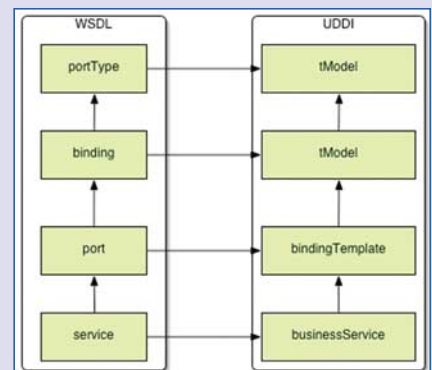 WSDL
UDDI
portType
tModel
binding
tModel
port
bindingTemplate
service
businessService